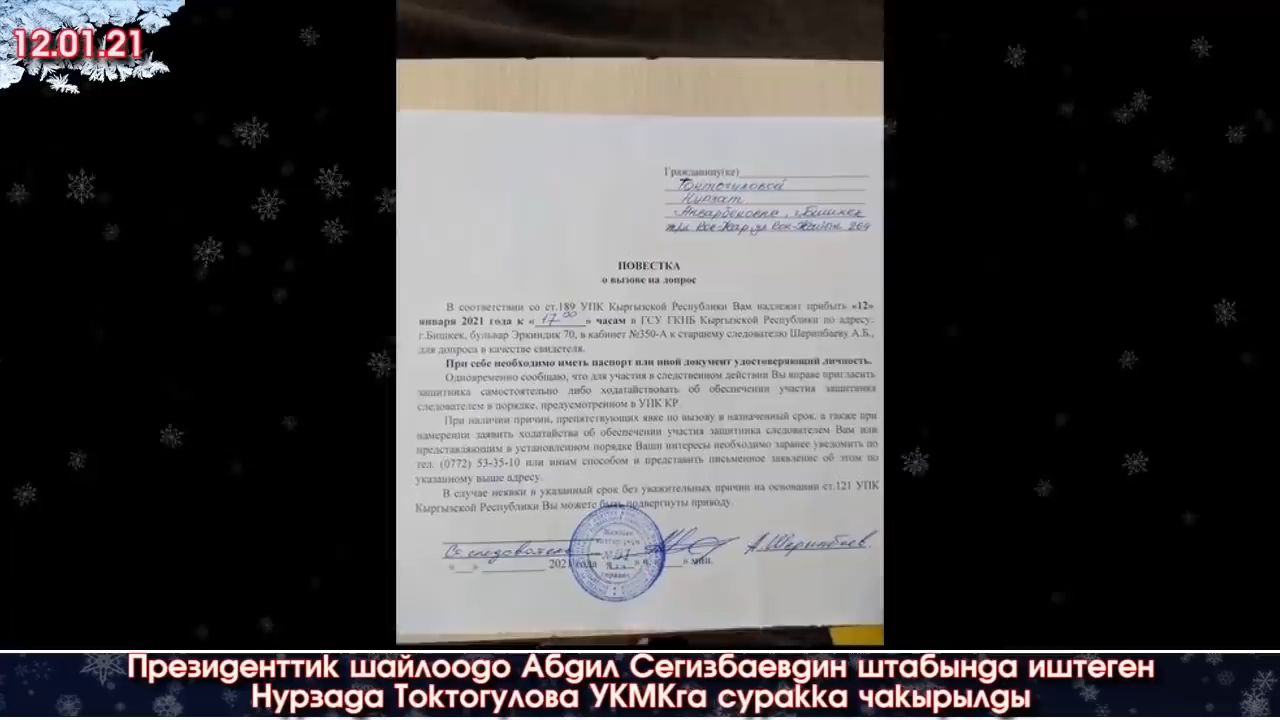 12.01.21
Гражданину(ке)
Токтогуловой
Нурзат
Анварбековне, г.Бишкек
ПОВЕСТКА
о вызове на допрос
В соответствии со ст.189 УПК Кыргызской Республики Вам надлежит прибыть «12»
января 2021 года к «17 00» часам в ГСУ ГКНБ Кыргызской Республики по адресу:
г.Бишкек, бульвар Эркиндик 70, в кабинет №350-А к старшему следователю Шерипбаеву А.Б.,
для допроса в качестве свидетеля.
При себе необходимо иметь паспорт или иной документ удостоверяющий личность.
Одновременно сообщаю, что для участия в следственном действии Вы вправе пригласить
защитника самостоятельно либо ходатайствовать об обеспечении участия защитника
следователем в порядке, предусмотренном в УПК КР.
При наличии причин, препятствующих явке по вызову в назначенный срок, а также при
намерении заявить ходатайства об обеспечении участия защитника следователем Вам или
представляющим в установленном порядке Ваши интересы необходимо заранее уведомить по
тел. (0772) 53-35-10 или иным способом и представить письменное заявление об этом по
указанному выше адресу.
В случае неявки в указанный срок без уважительных причин на основании ст.121 УПК
Кыргызской Республики Вы можете быть подвергнуты приводу.
Ст следователь А.Шерипбаев.
«__» ________ 2021 года «___» ч. «___» мин.
Президенттик шайлоодо Абдил Сегизбаевдин штабында иштеген
Нурзада Токтогулова УКМКга суракка чакырылды